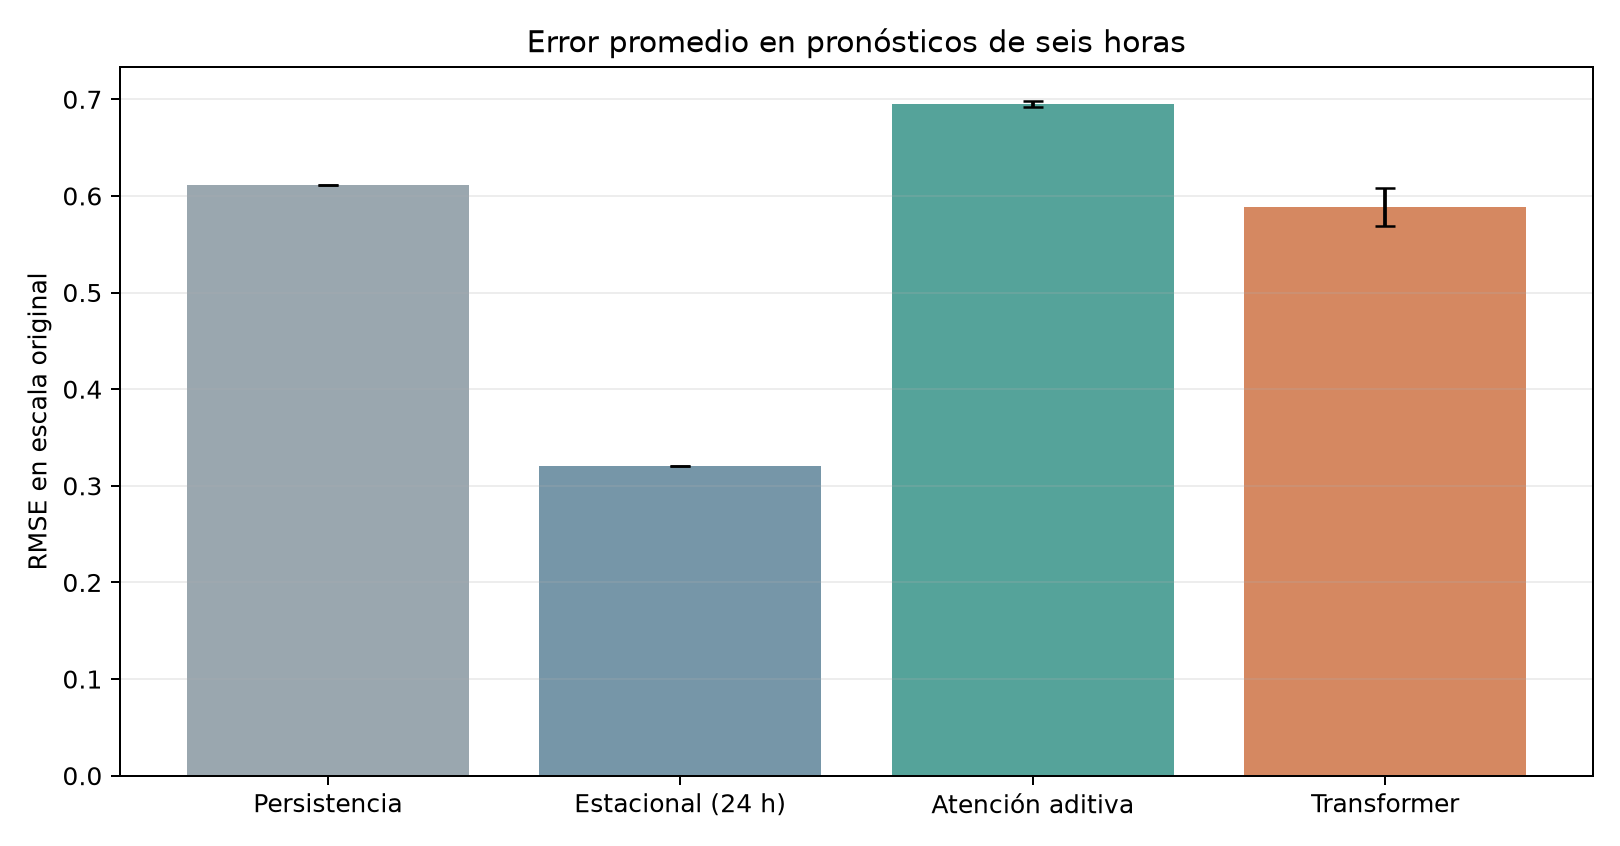 Error promedio en pronósticos de seis horas
RMSE en escala original
0.7
0.6
0.5
0.4
0.3
0.2
0.1
0.0
Persistencia
Estacional (24 h)
Atención aditiva
Transformer